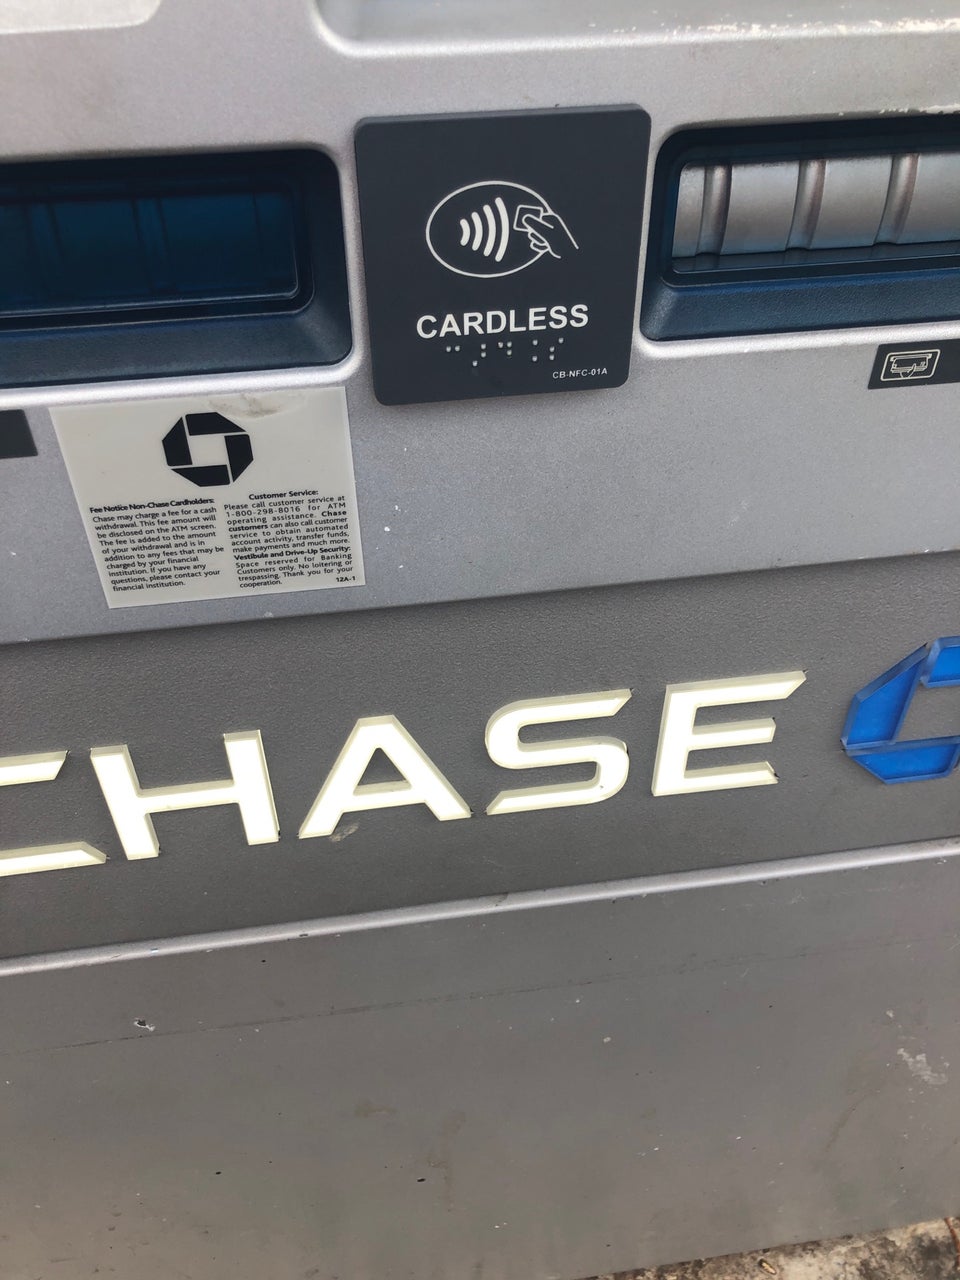 CARDLESS
CB-NFC-01A
Fee Notice Non-Chase Cardholders:
Chase may charge a fee for a cash
withdrawal. This fee amount will
be disclosed on the ATM screen.
The fee is added to the amount
of your withdrawal and is in
addition to any fees that may be
charged by your financial
institution. If you have any
questions, please contact your
financial institution.
Customer Service:
Please call customer service at
1-800-298-8016 for ATM
operating assistance. Chase
customers can also call customer
service to obtain automated
account activity, transfer funds,
make payments and much more.
Vestibule and Drive-Up Security:
Space reserved for Banking
Customers only. No loitering or
trespassing. Thank you for your
cooperation.
12A-1
CHASE